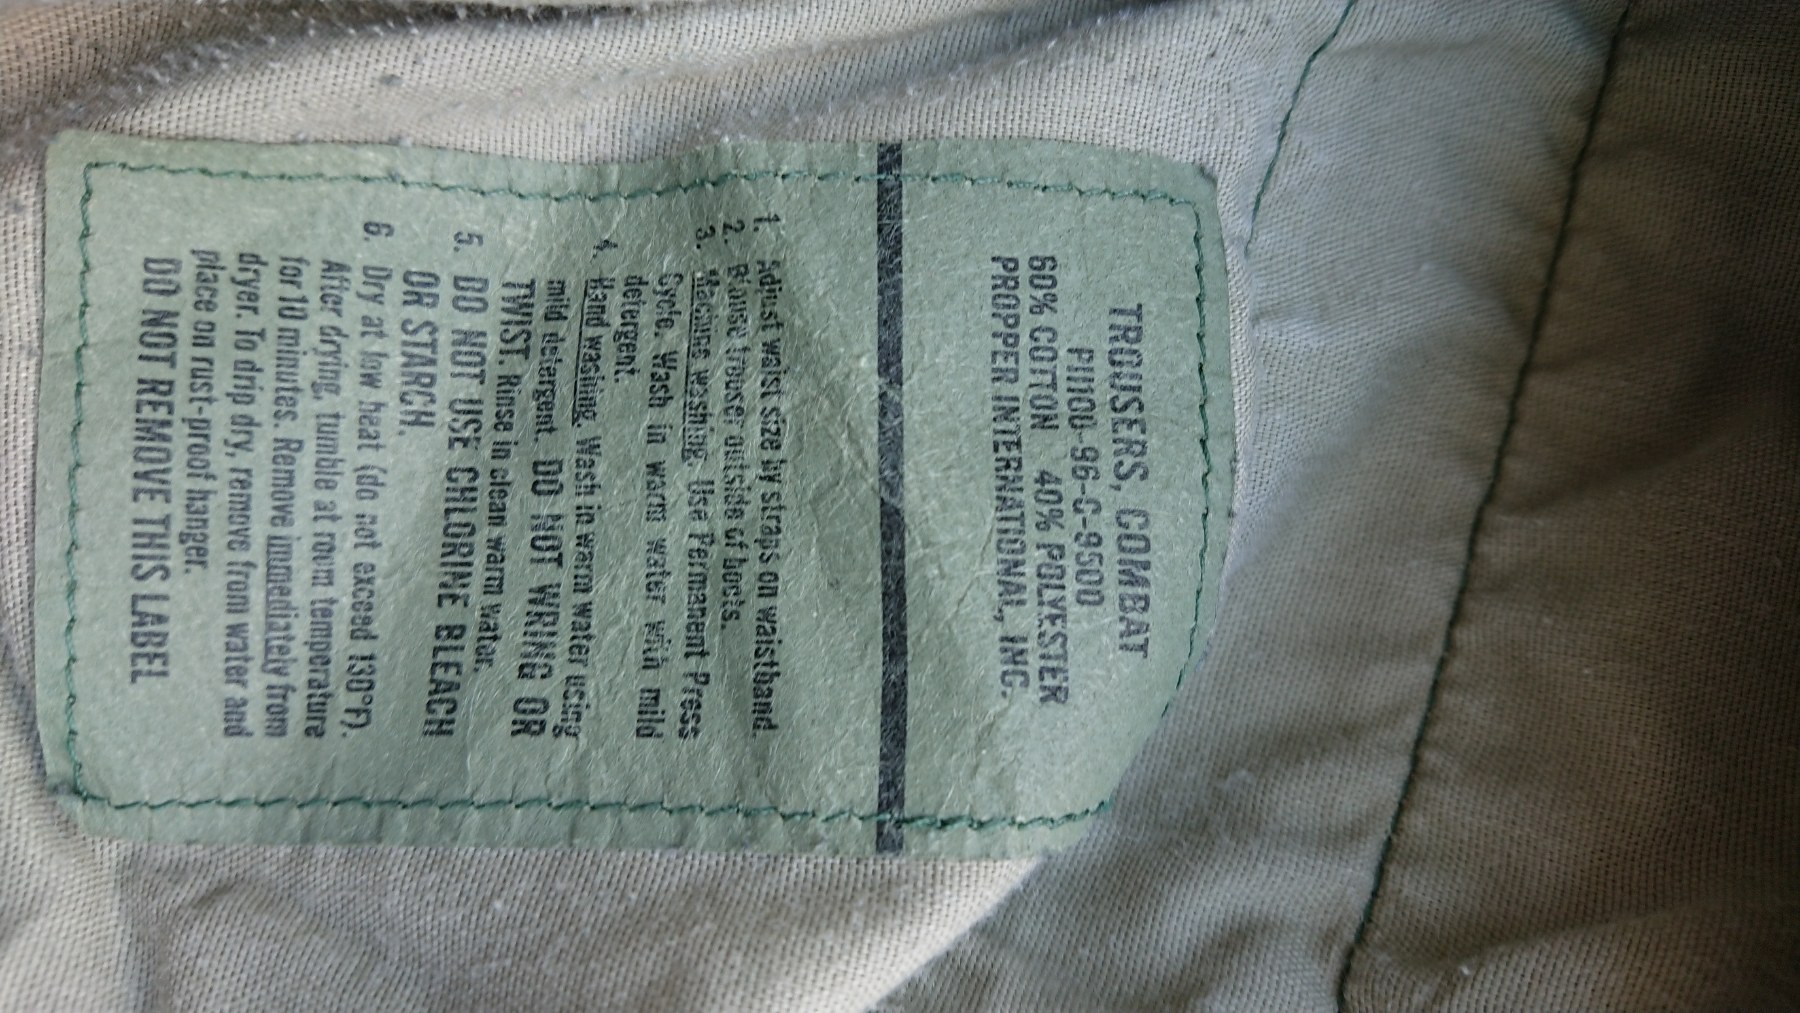 TROUSERS, COMBAT
PIIN00-96-C-9500
60% COTTON 40% POLYESTER
PROPPER INTERNATIONAL, INC.
1. Adjust waist size by straps on waistband.
2. Blouse trouser outside of boots.
3. Machine washing. Use Permanent Press
Cycle. Wash in warm water with mild
detergent.
4. Hand washing. Wash in warm water using
mild detergent. DO NOT WRING OR
TWIST. Rinse in clean warm water.
5. DO NOT USE CHLORINE BLEACH
OR STARCH.
6. Dry at low heat (do not exceed 130°F).
After drying, tumble at room temperature
for 10 minutes. Remove immediately from
dryer. To drip dry, remove from water and
place on rust-proof hanger.
DO NOT REMOVE THIS LABEL